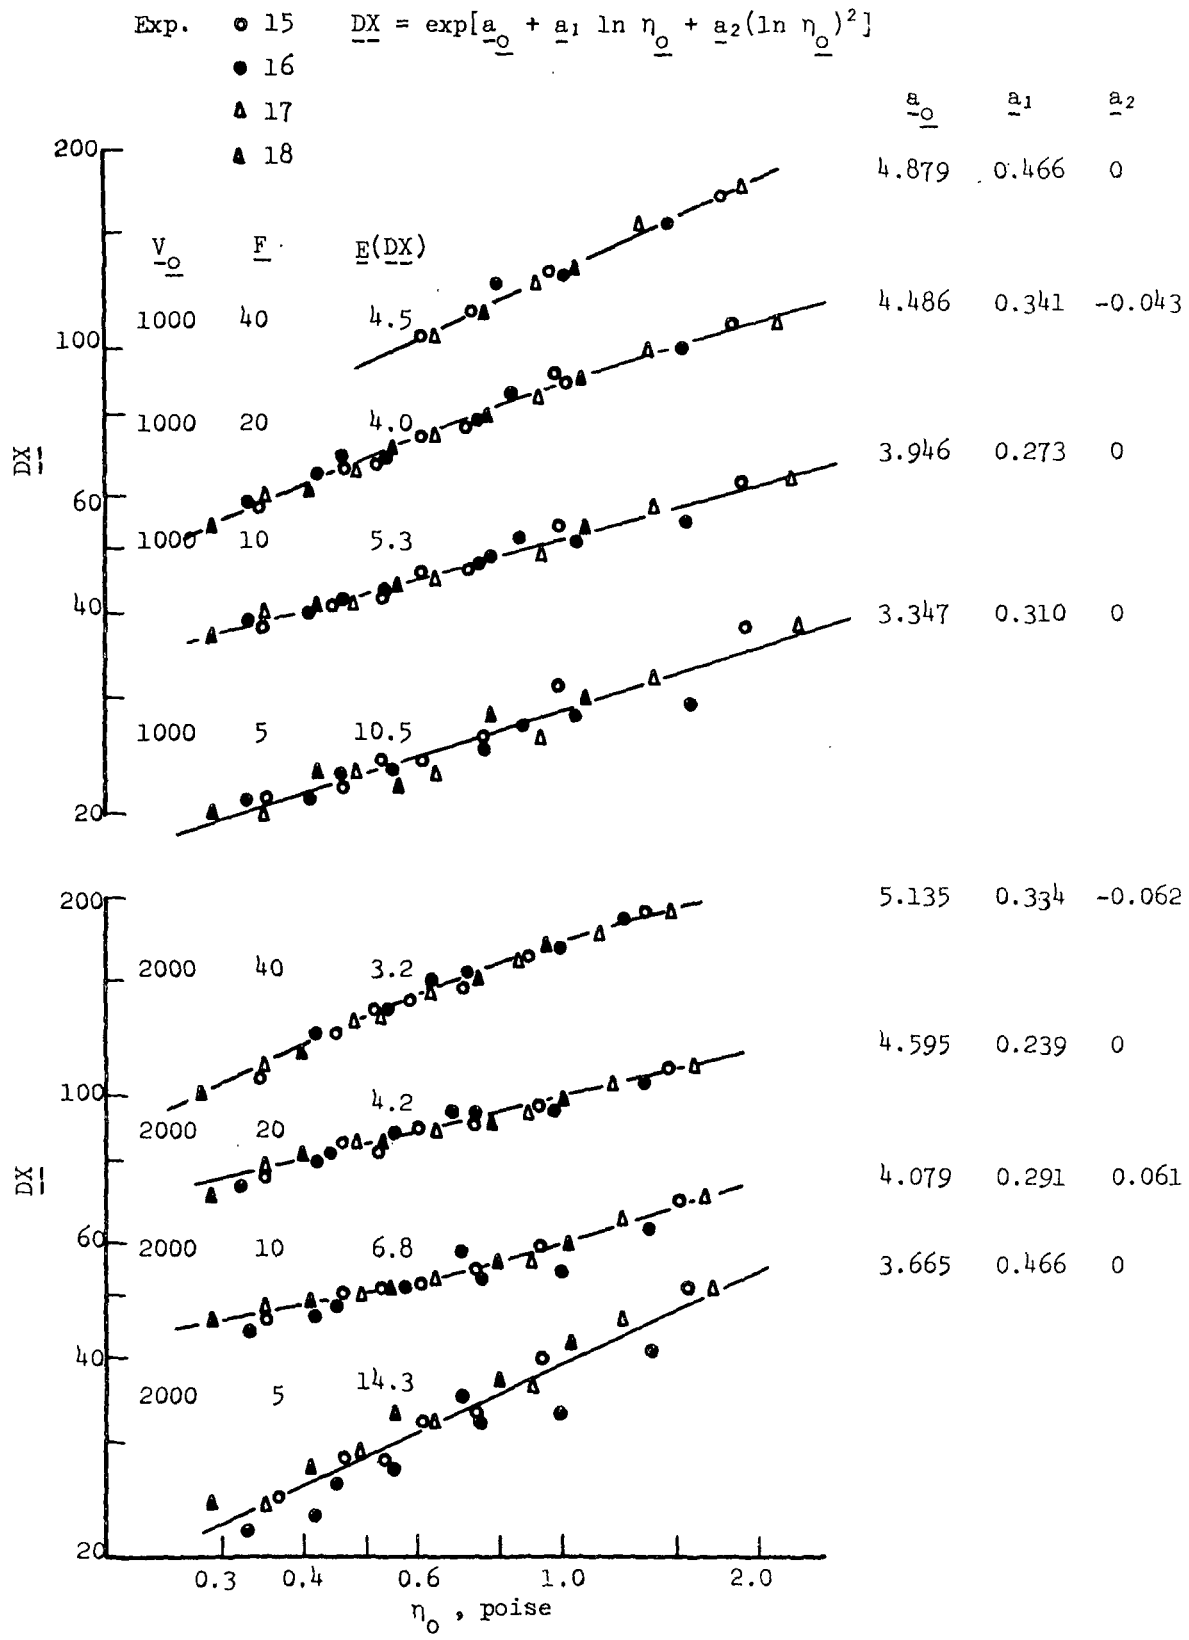 Exp. o 15 DX = exp[a₀ + a₁ ln η₀ + a₂(ln η₀)²]
● 16
△ 17
▲ 18
a₀ a₁ a₂
200
4.879 0.466 0
V₀ F E(DX)
4.486 0.341 -0.043
1000 40 4.5
100
1000 20 4.0
3.946 0.273 0
DX
60
1000 10 5.3
40
3.347 0.310 0
1000 5 10.5
20
200
5.135 0.334 -0.062
2000 40 3.2
4.595 0.239 0
100
4.2
2000 20
4.079 0.291 0.061
DX
60
2000 10 6.8
3.665 0.466 0
40
2000 5 14.3
20
0.3 0.4 0.6 1.0 2.0
η₀ , poise